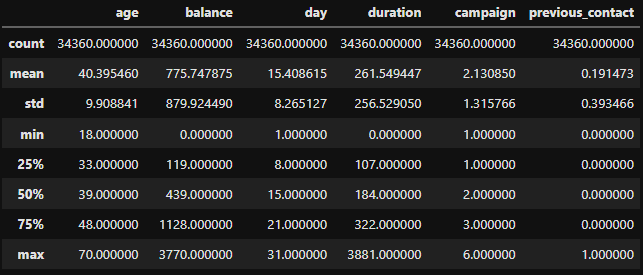 age balance day duration campaign previous_contact
count 34360.000000 34360.000000 34360.000000 34360.000000 34360.000000 34360.000000
mean 40.395460 775.747875 15.408615 261.549447 2.130850 0.191473
std 9.908841 879.924490 8.265127 256.529050 1.315766 0.393466
min 18.000000 0.000000 1.000000 0.000000 1.000000 0.000000
25% 33.000000 119.000000 8.000000 107.000000 1.000000 0.000000
50% 39.000000 439.000000 15.000000 184.000000 2.000000 0.000000
75% 48.000000 1128.000000 21.000000 322.000000 3.000000 0.000000
max 70.000000 3770.000000 31.000000 3881.000000 6.000000 1.000000